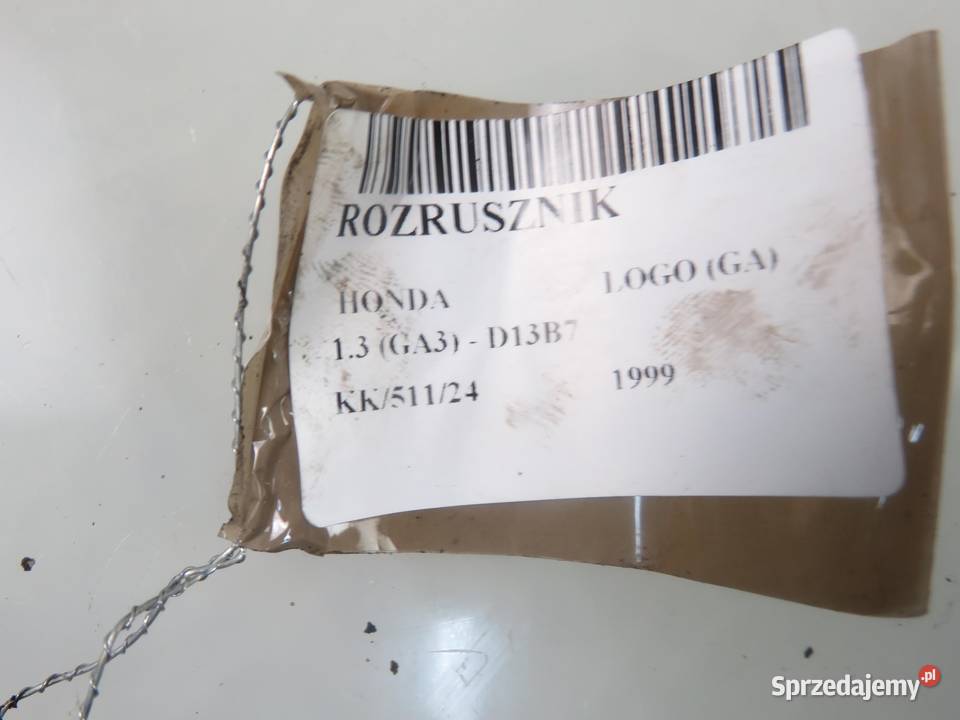 ROZRUSZNIK
HONDA LOGO (GA)
1.3 (GA3) - D13B7
KK/511/24 1999
Sprzedajemy.pl